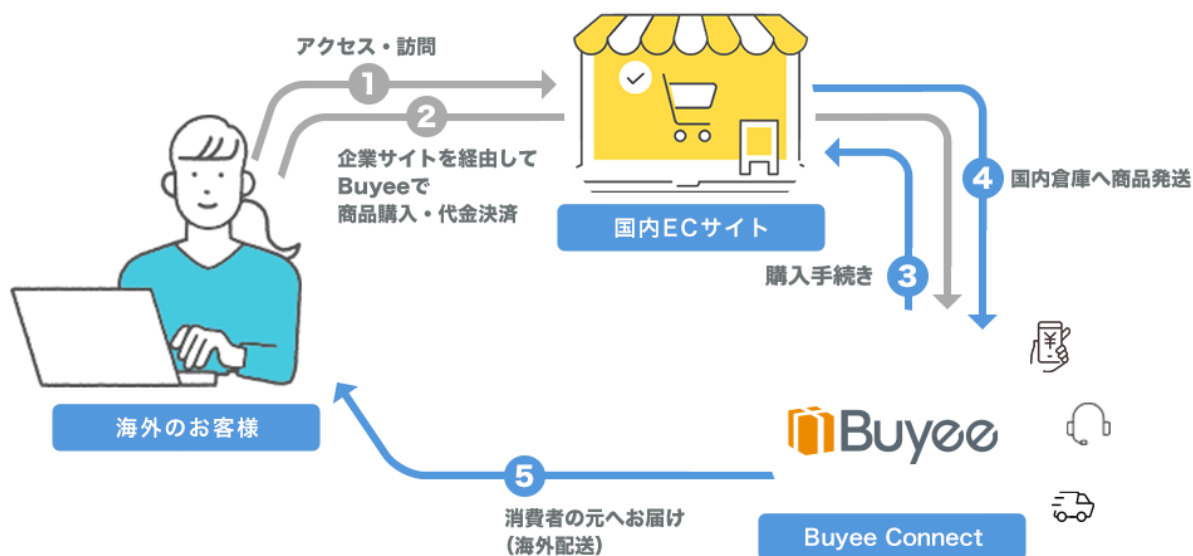 アクセス・訪問
1
2
企業サイトを経由して
Buyeeで
商品購入・代金決済
国内ECサイト
購入手続き
3
4
国内倉庫へ商品発送
¥
海外のお客様
Buyee
5
消費者の元へお届け
(海外配送)
Buyee Connect